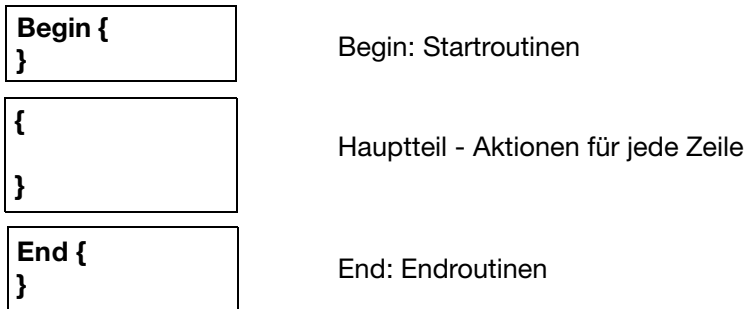 Begin {
}
Begin: Startroutinen
{
}
Hauptteil - Aktionen für jede Zeile
End {
}
End: Endroutinen